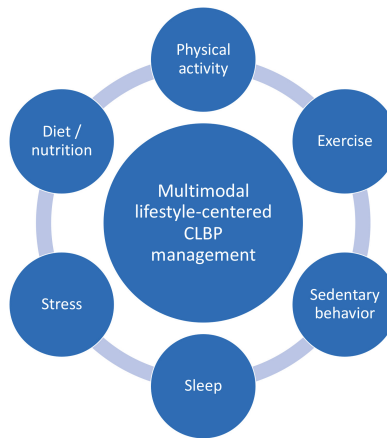 Physical
activity
Exercise
Sedentary
behavior
Sleep
Stress
Diet /
nutrition
Multimodal
lifestyle-centered
CLBP
management